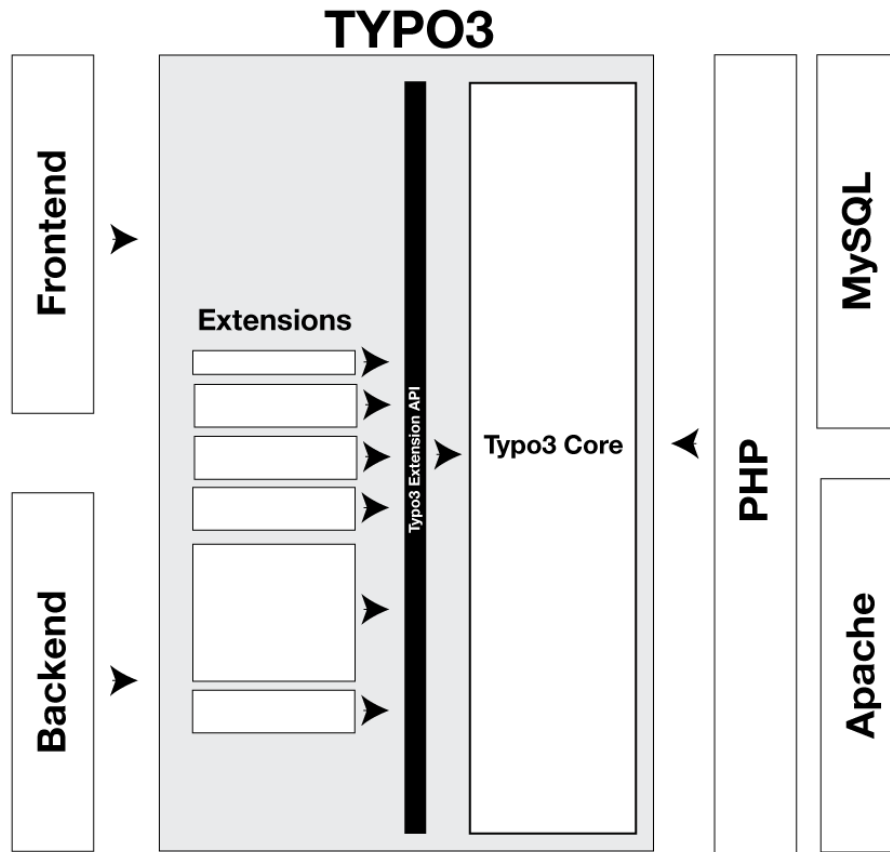 TYPO3
Frontend
Backend
Extensions
Typo3 Extension API
Typo3 Core
PHP
MySQL
Apache